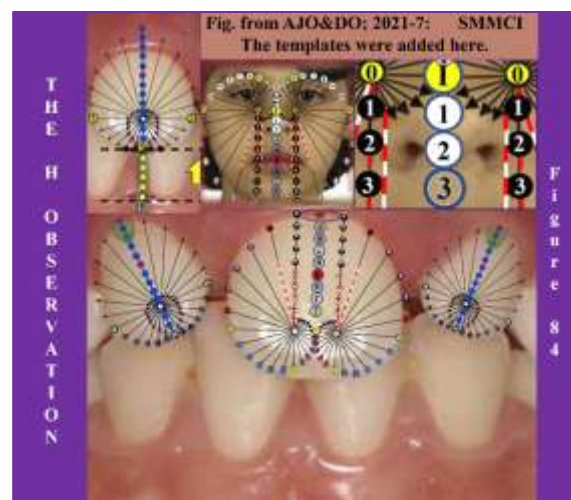 Fig. from AJO&DO; 2021-7: SMMCI
The templates were added here.
THE H OBSERVATION
0 I 0
1 1 1
2 2 2
3 3 3
Figure 84